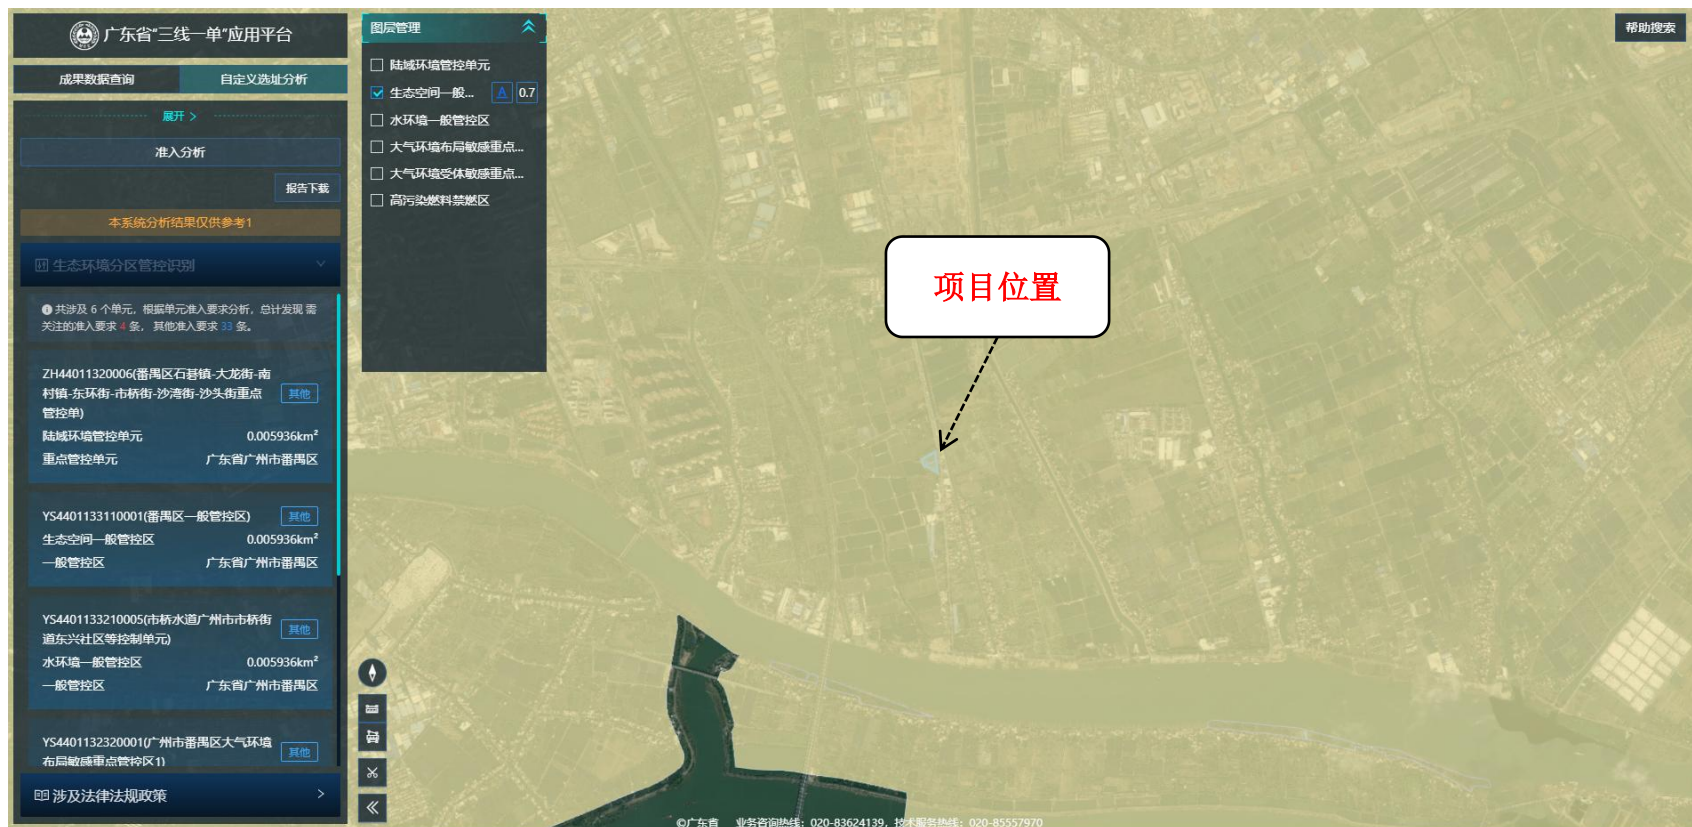 广东省"三线一单"应用平台
成果数据查询
自定义选址分析
展开 >
准入分析
报告下载
本系统分析结果仅供参考1
生态环境分区管控识别
共涉及 6 个单元，根据单元准入要求分析，总计发现 需
关注的准入要求 4 条， 其他准入要求 33 条。
ZH44011320006(番禺区石碁镇-大龙街-南
村镇-东环街-市桥街-沙湾街-沙头街重点
管控单)
其他
陆域环境管控单元 0.005936km²
重点管控单元 广东省广州市番禺区
YS4401133110001(番禺区一般管控区)
其他
生态空间一般管控区 0.005936km²
一般管控区 广东省广州市番禺区
YS4401133210005(市桥水道广州市市桥街
道东兴社区等控制单元)
其他
水环境一般管控区 0.005936km²
一般管控区 广东省广州市番禺区
YS4401132320001(广州市番禺区大气环境
布局敏感重点管控区1)
其他
涉及法律法规政策 >
图层管理
陆域环境管控单元
生态空间一般... A 0.7
水环境一般管控区
大气环境布局敏感重点...
大气环境受体敏感重点...
高污染燃料禁燃区
帮助搜索
项目位置
©广东省 业务咨询热线：020-83624139，技术服务热线：020-85557970